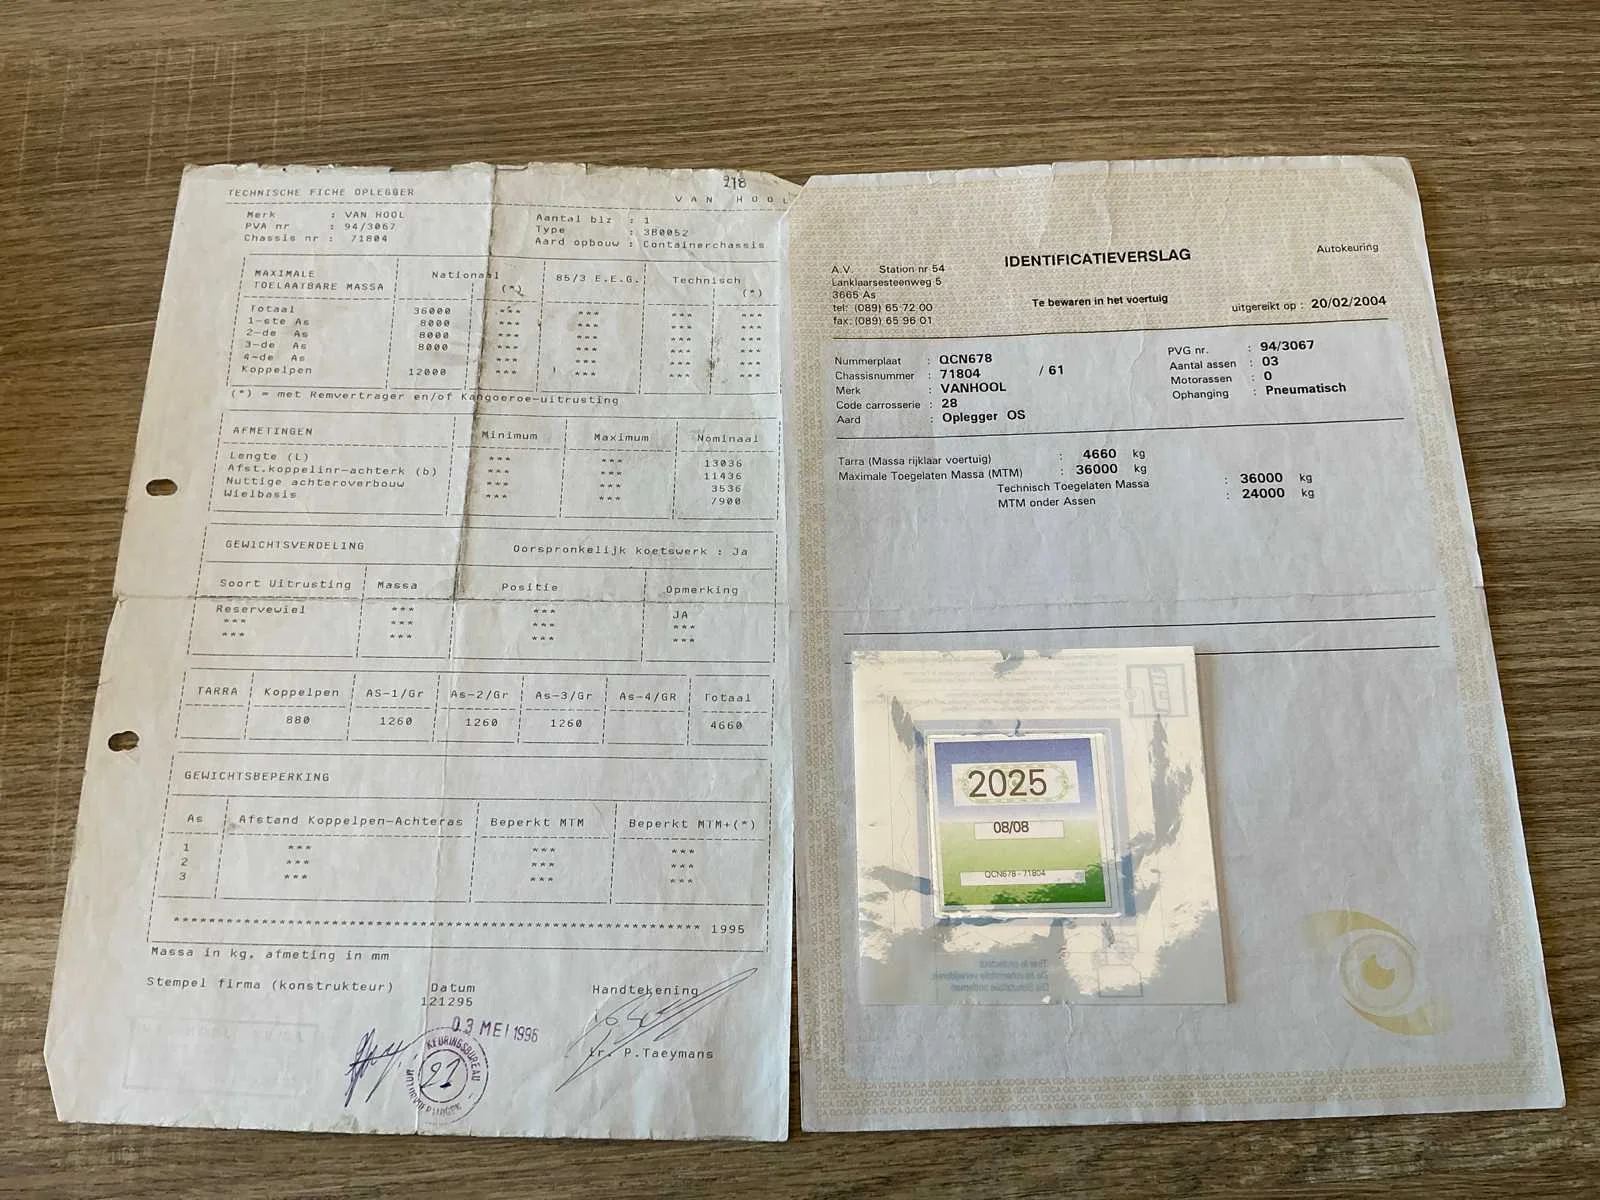 218
TECHNISCHE FICHE OPLEGGER
VAN HOOL
Merk : VAN HOOL
PVA nr : 94/3067
Chassis nr : 71804
Aantal blz : 1
Type : 3B0052
Aard opbouw : Containerchassis
MAXIMALE TOELAATBARE MASSA | Nationaal | (*) | 85/3 E.E.G. | Technisch | (*)
Totaal 36000 *** *** *** ***
1-ste As 8000 *** *** *** ***
2-de As 8000 *** *** *** ***
3-de As 8000 *** *** *** ***
4-de As *** *** *** ***
Koppelpen 12000 *** *** *** ***
(*) = met Remvertrager en/of Kangoeroe-uitrusting
AFMETINGEN | Minimum | Maximum | Nominaal
Lengte (L) *** *** 13036
Afst.koppelinr-achterk (b) *** *** 11436
Nuttige achteroverbouw *** *** 3536
Wielbasis *** *** 7900
GEWICHTSVERDELING Oorspronkelijk koetswerk : Ja
Soort Uitrusting | Massa | Positie | Opmerking
Reservewiel *** *** JA
*** *** *** ***
*** *** *** ***
TARRA | Koppelpen | AS-1/Gr | As-2/Gr | As-3/Gr | As-4/GR | Totaal
880 | 1260 | 1260 | 1260 | 4660
GEWICHTSBEPERKING
As | Afstand Koppelpen-Achteras | Beperkt MTM | Beperkt MTM+(*)
1 *** *** ***
2 *** *** ***
3 *** *** ***
1995
Massa in kg, afmeting in mm
Stempel firma (konstrukteur) Datum Handtekening
121295
03 MEI 1996
KEURINGSBUREAU
21
ir. P.Taeymans
IDENTIFICATIEVERSLAG
Autokeuring
A.V. Station nr 54
Lanklaarsesteenweg 5
3665 As
tel: (089) 65 72 00
fax: (089) 65 96 01
Te bewaren in het voertuig
uitgereikt op : 20/02/2004
Nummerplaat : QCN678
Chassisnummer : 71804 / 61
Merk : VANHOOL
Code carrosserie : 28
Aard : Oplegger OS
PVG nr. : 94/3067
Aantal assen : 03
Motorassen : 0
Ophanging : Pneumatisch
Tarra (Massa rijklaar voertuig) : 4660 kg
Maximale Toegelaten Massa (MTM) : 36000 kg
Technisch Toegelaten Massa : 36000 kg
MTM onder Assen : 24000 kg
2025
08/08
QCN678-71804